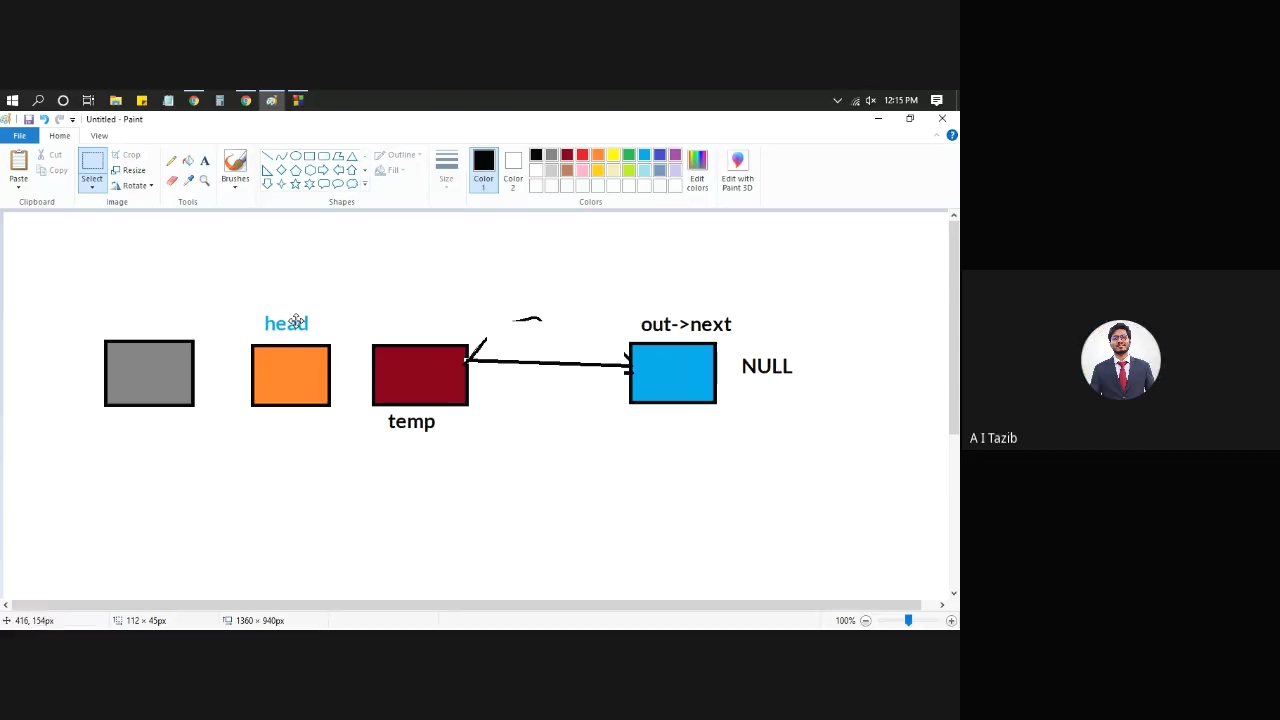 12:15 PM
Untitled - Paint
File Home View
Paste
Cut
Copy
Clipboard
Select
Crop
Resize
Rotate
Image
Tools
Brushes
Shapes
Outline
Fill
Size
Color 1
Color 2
Colors
Edit colors
Edit with Paint 3D
head
out->next
NULL
temp
A I Tazib
416, 154px
112 × 45px
1360 × 940px
100%